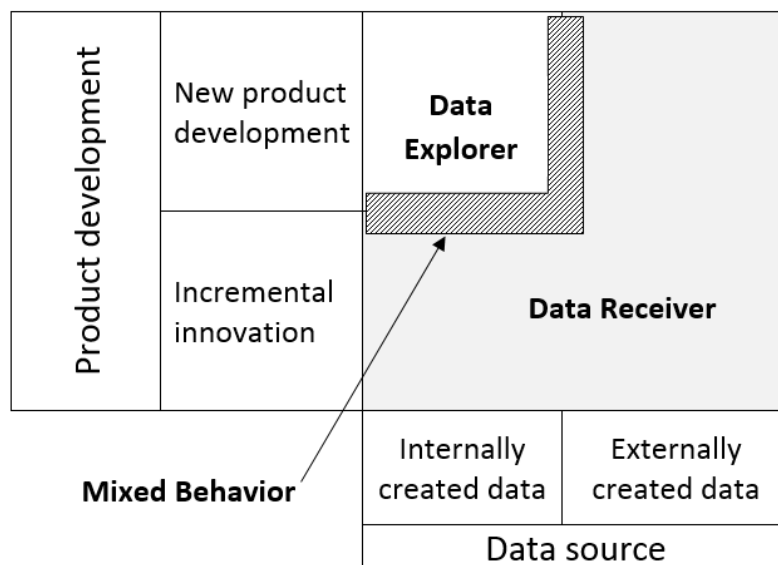 Product development
New product
development
Data
Explorer
Incremental
innovation
Data Receiver
Mixed Behavior
Internally
created data
Externally
created data
Data source